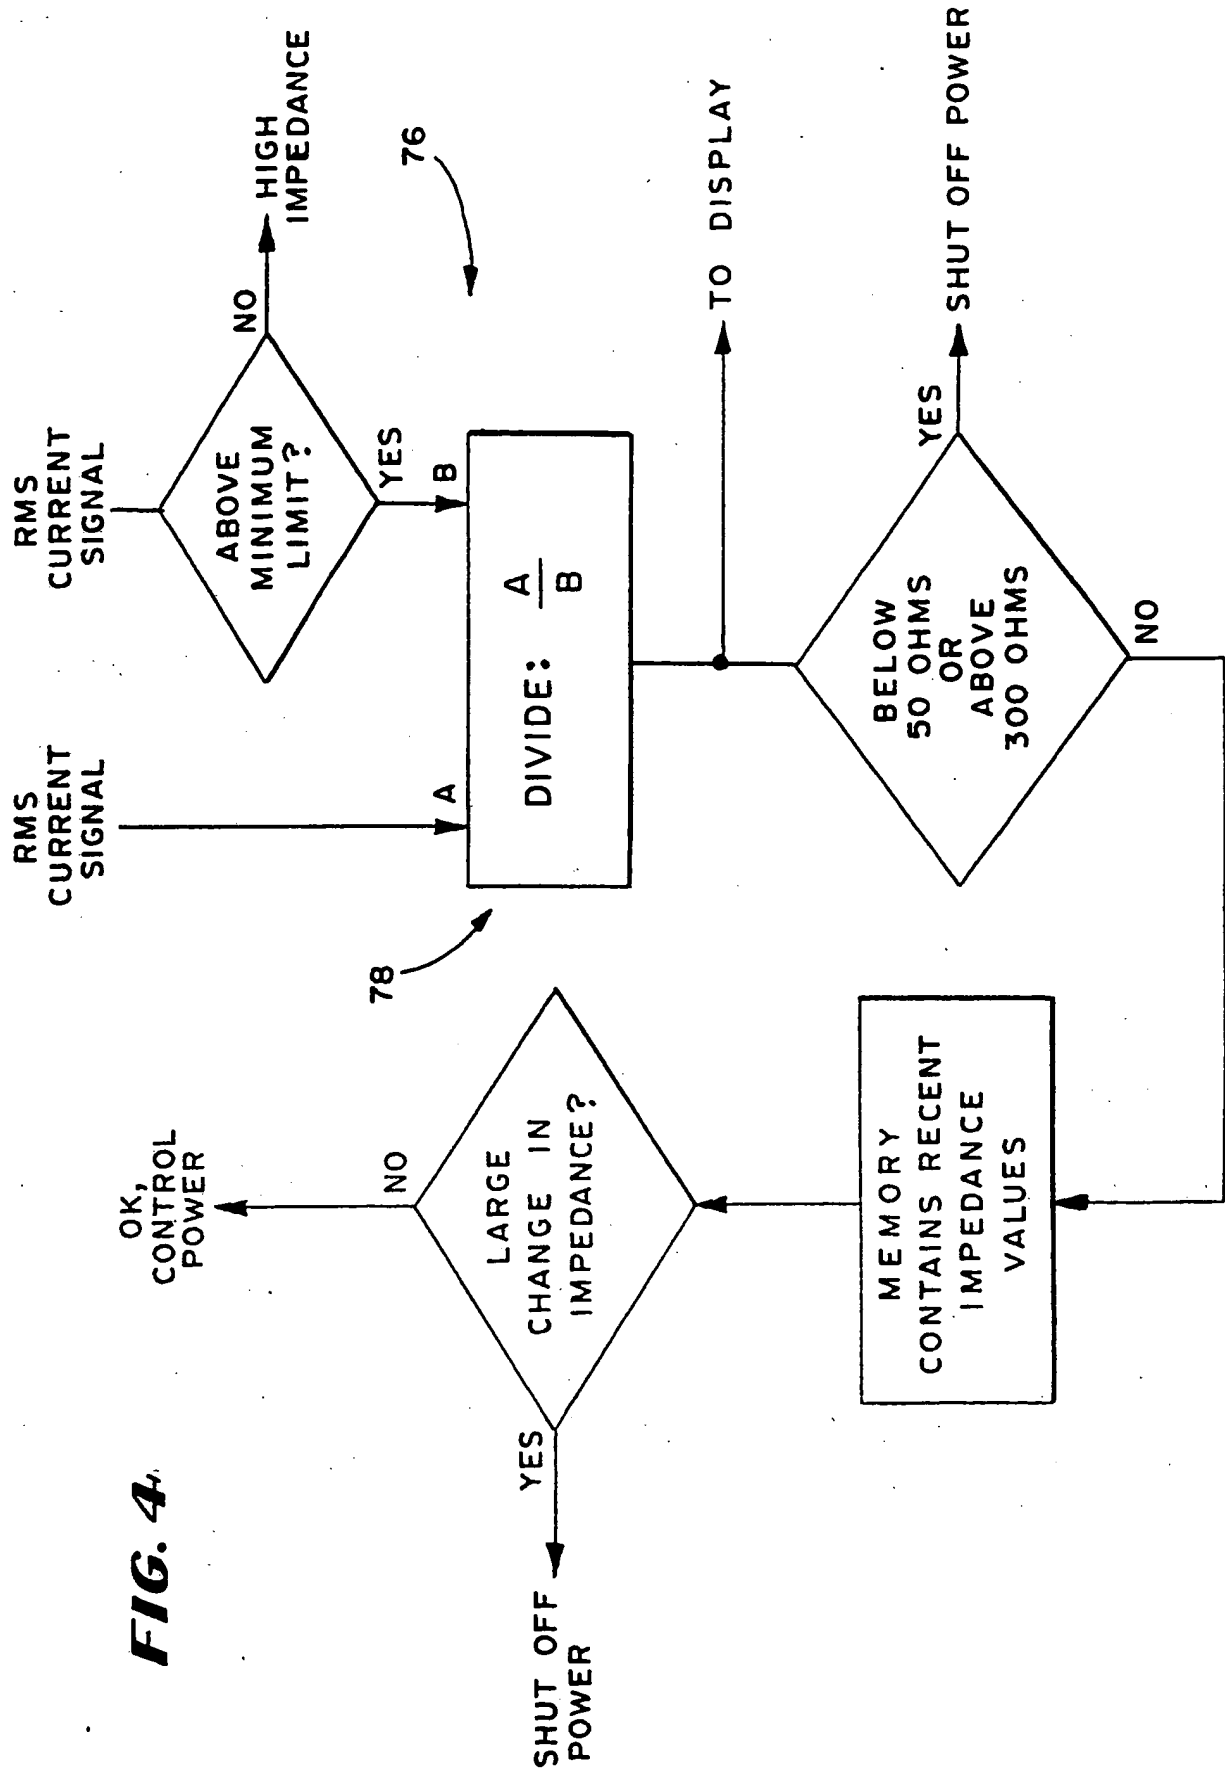 FIG. 4
RMS
CURRENT
SIGNAL
RMS
CURRENT
SIGNAL
ABOVE
MINIMUM
LIMIT?
NO
HIGH
IMPEDANCE
YES
A
B
76
78
DIVIDE: A
B
TO DISPLAY
BELOW
50 OHMS
OR
ABOVE
300 OHMS
YES
SHUT OFF POWER
NO
MEMORY
CONTAINS RECENT
IMPEDANCE
VALUES
LARGE
CHANGE IN
IMPEDANCE?
NO
OK,
CONTROL
POWER
YES
SHUT OFF
POWER